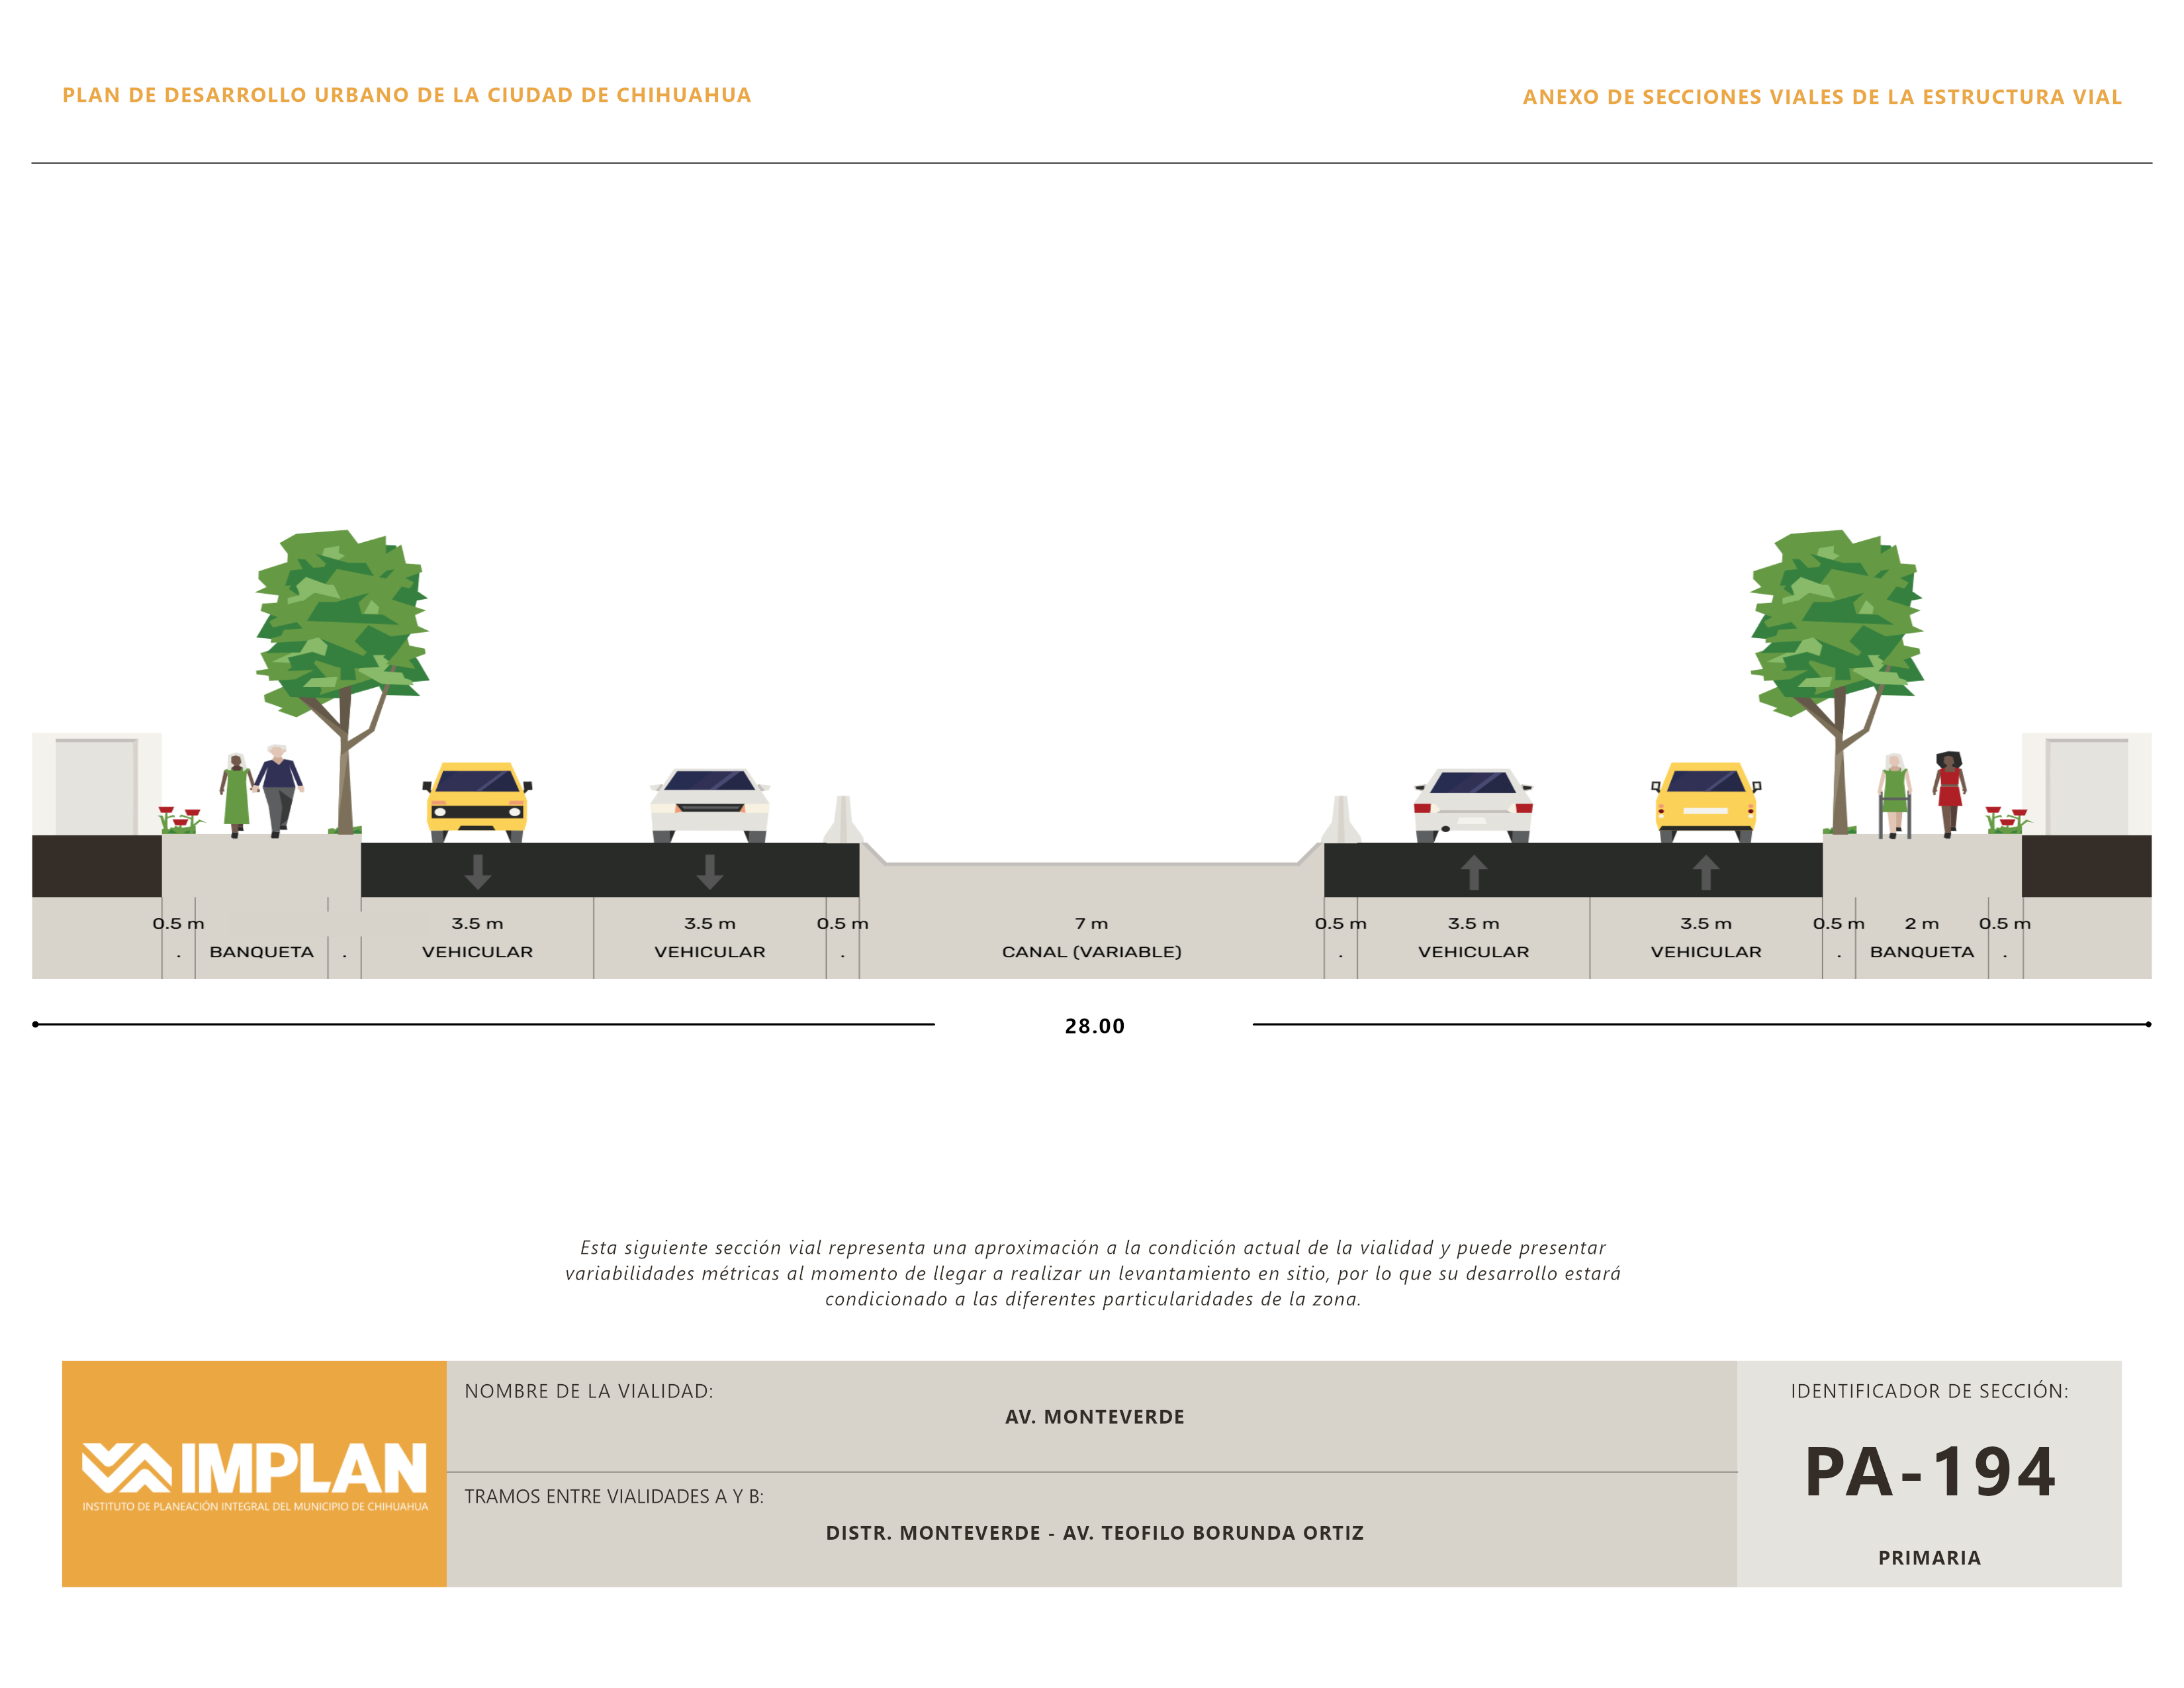 PLAN DE DESARROLLO URBANO DE LA CIUDAD DE CHIHUAHUA
ANEXO DE SECCIONES VIALES DE LA ESTRUCTURA VIAL
0.5 m 3.5 m 3.5 m 0.5 m 7 m 0.5 m 3.5 m 3.5 m 0.5 m 2 m 0.5 m
. BANQUETA . VEHICULAR VEHICULAR . CANAL (VARIABLE) . VEHICULAR VEHICULAR . BANQUETA .
28.00
Esta siguiente sección vial representa una aproximación a la condición actual de la vialidad y puede presentar
variabilidades métricas al momento de llegar a realizar un levantamiento en sitio, por lo que su desarrollo estará
condicionado a las diferentes particularidades de la zona.
IMPLAN
INSTITUTO DE PLANEACIÓN INTEGRAL DEL MUNICIPIO DE CHIHUAHUA
NOMBRE DE LA VIALIDAD:
AV. MONTEVERDE
TRAMOS ENTRE VIALIDADES A Y B:
DISTR. MONTEVERDE - AV. TEOFILO BORUNDA ORTIZ
IDENTIFICADOR DE SECCIÓN:
PA-194
PRIMARIA